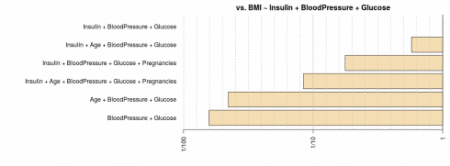 vs. BMI ~ Insulin + BloodPressure + Glucose
Insulin + BloodPressure + Glucose
Insulin + Age + BloodPressure + Glucose
Insulin + BloodPressure + Glucose + Pregnancies
Insulin + Age + BloodPressure + Glucose + Pregnancies
Age + BloodPressure + Glucose
BloodPressure + Glucose
1/100
1/10
1